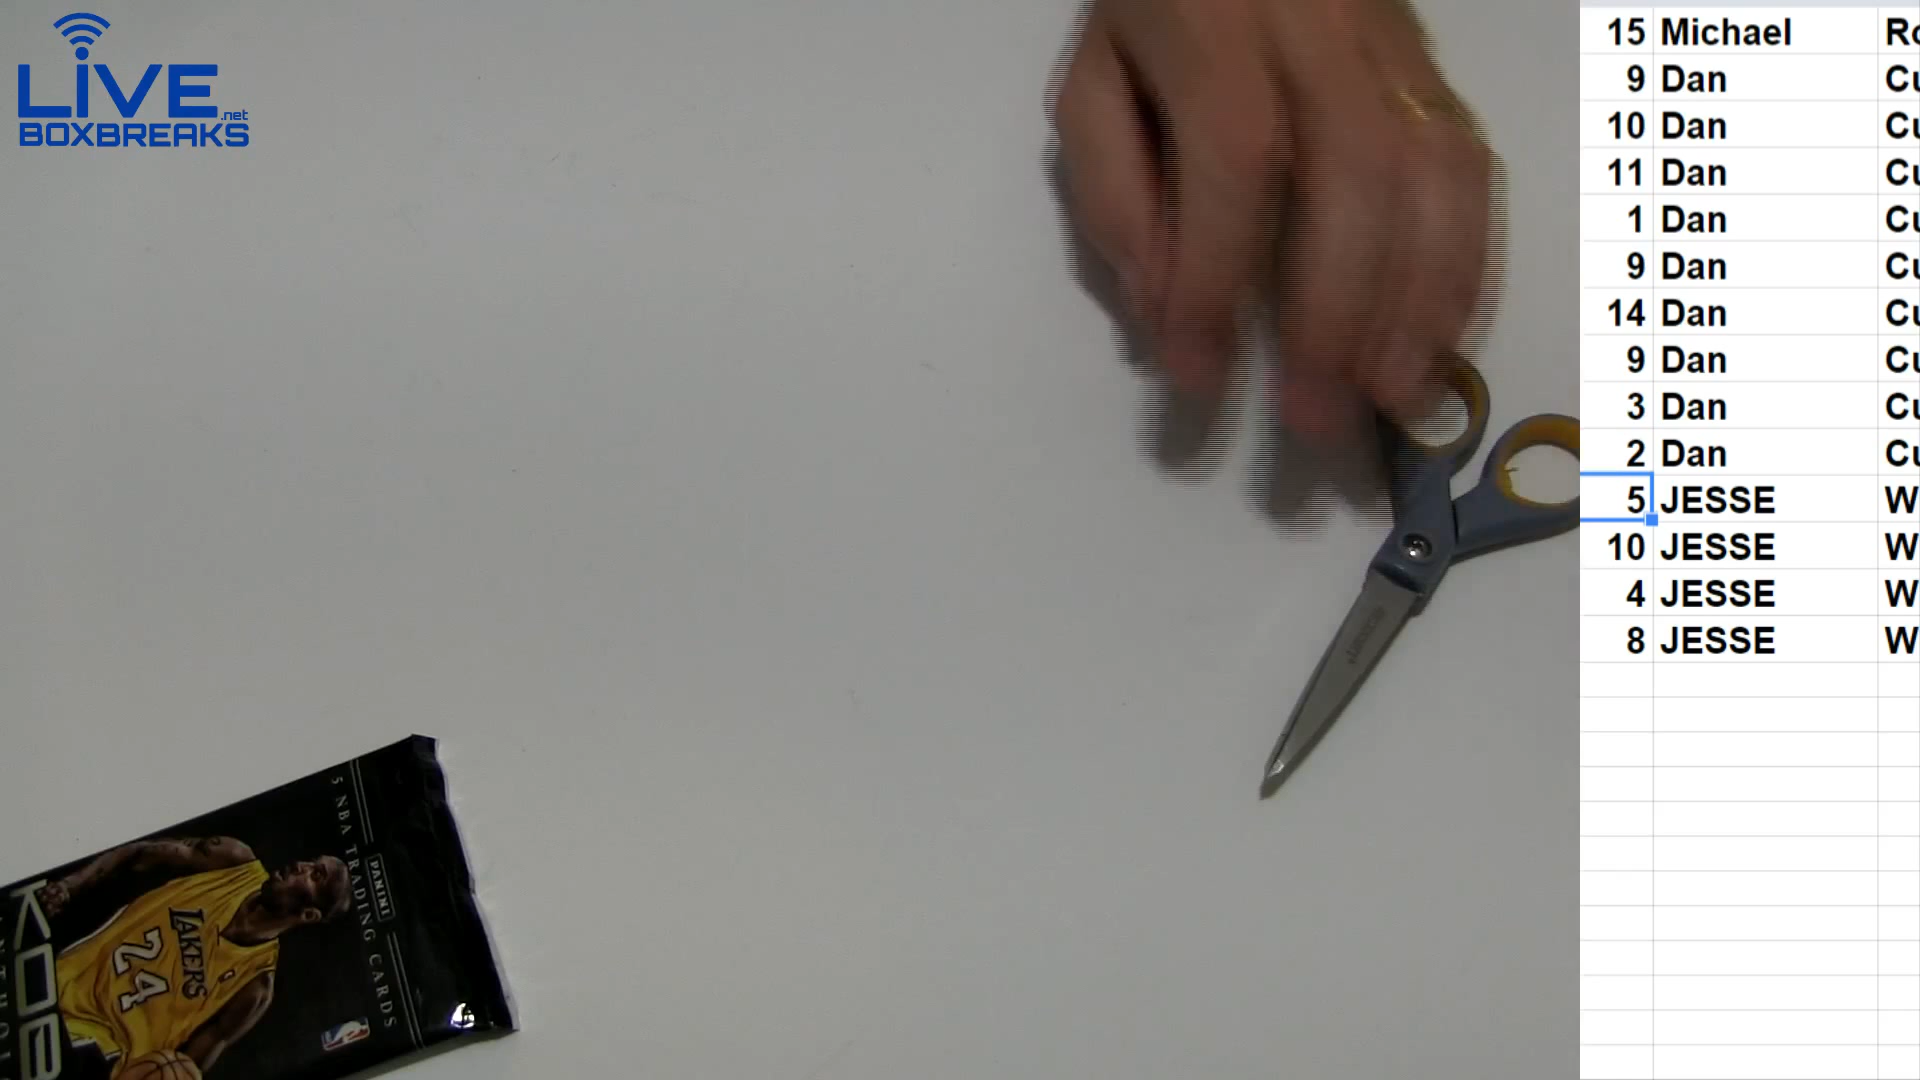 LiVE
.net
BOXBREAKS
15 Michael
9 Dan
10 Dan
11 Dan
1 Dan
9 Dan
14 Dan
9 Dan
3 Dan
2 Dan
5 JESSE W
10 JESSE W
4 JESSE W
8 JESSE W
5 NBA TRADING CARDS
PANINI
LAKERS
24
KOB